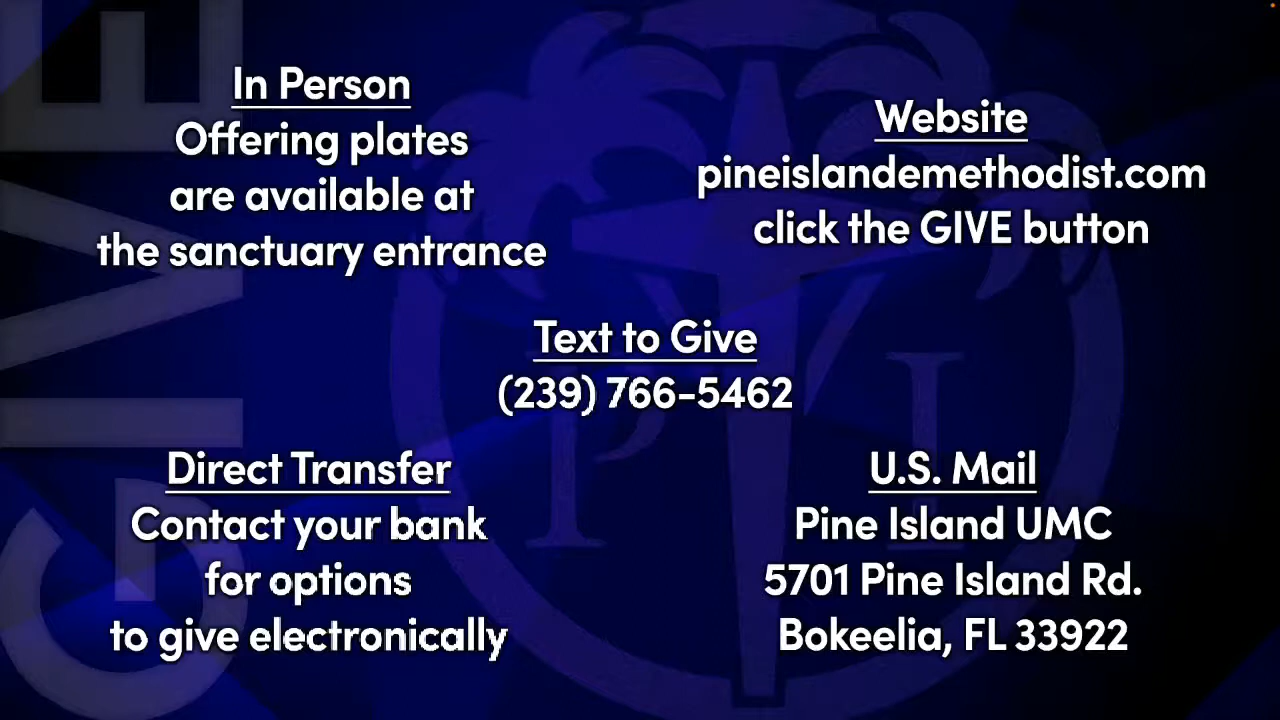 In Person
Offering plates
are available at
the sanctuary entrance
Website
pineislandemethodist.com
click the GIVE button
Text to Give
(239) 766-5462
Direct Transfer
Contact your bank
for options
to give electronically
U.S. Mail
Pine Island UMC
5701 Pine Island Rd.
Bokeelia, FL 33922
GIVE
P I